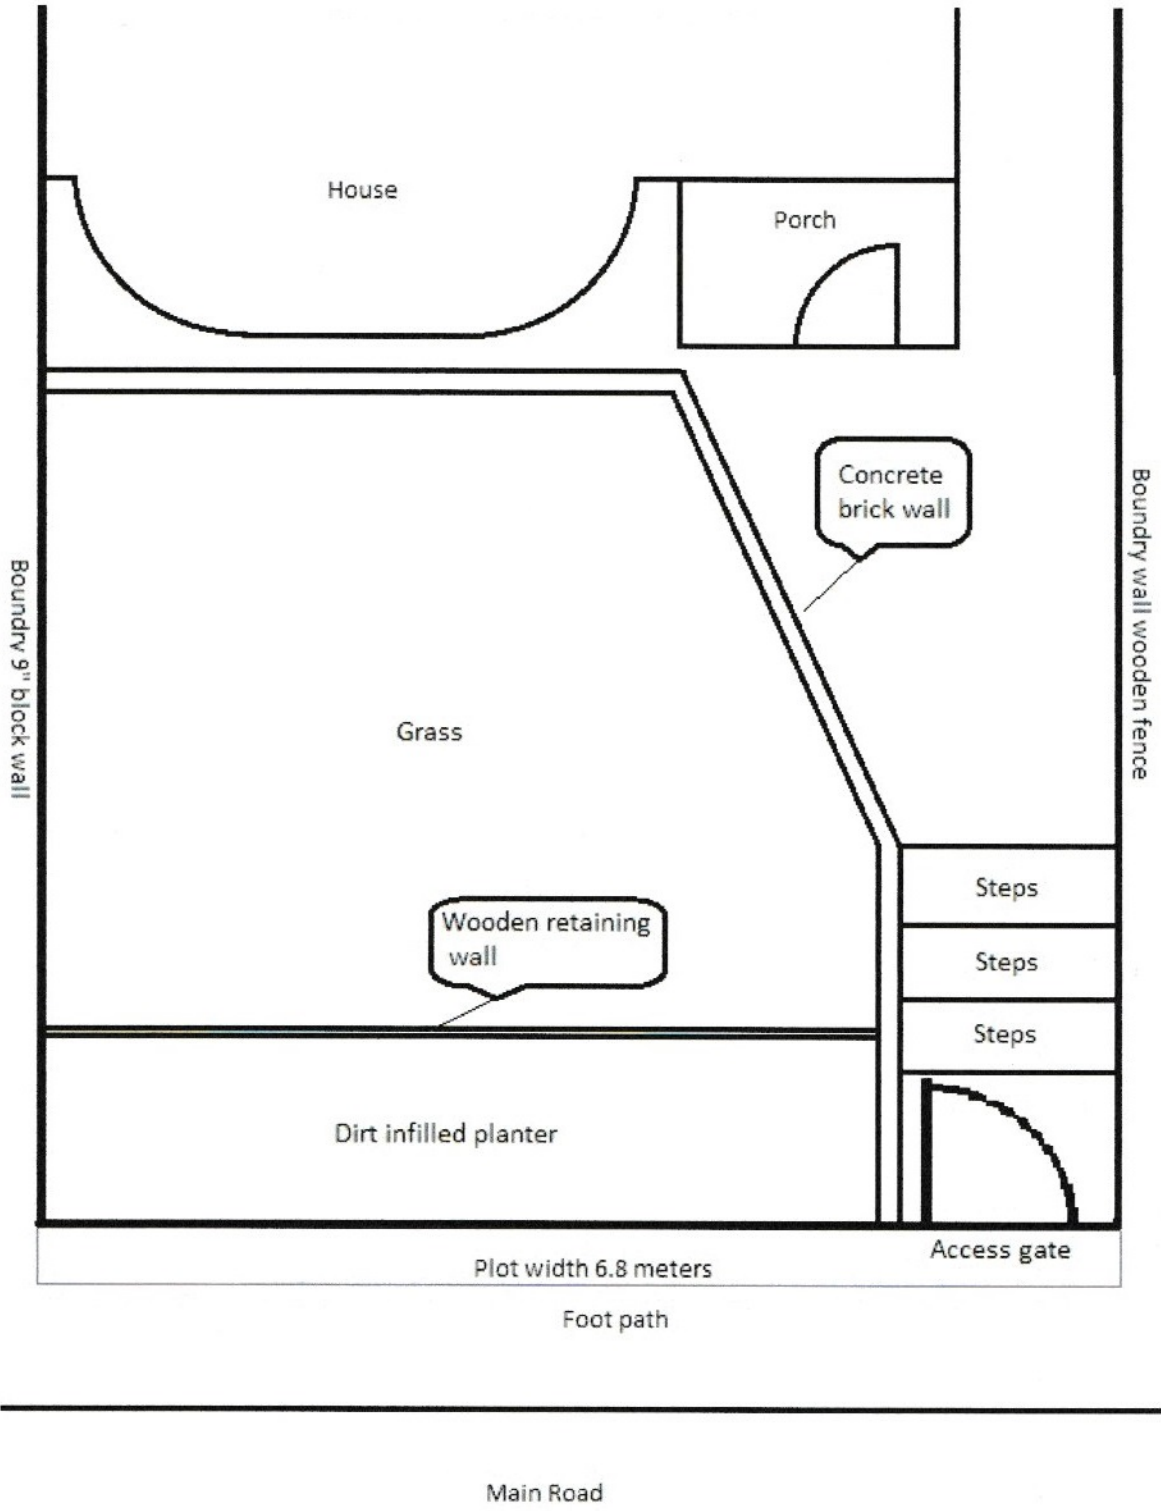 House
Porch
Concrete
brick wall
Boundry wall wooden fence
Boundry 9" block wall
Grass
Steps
Wooden retaining
wall
Steps
Steps
Dirt infilled planter
Access gate
Plot width 6.8 meters
Foot path
Main Road